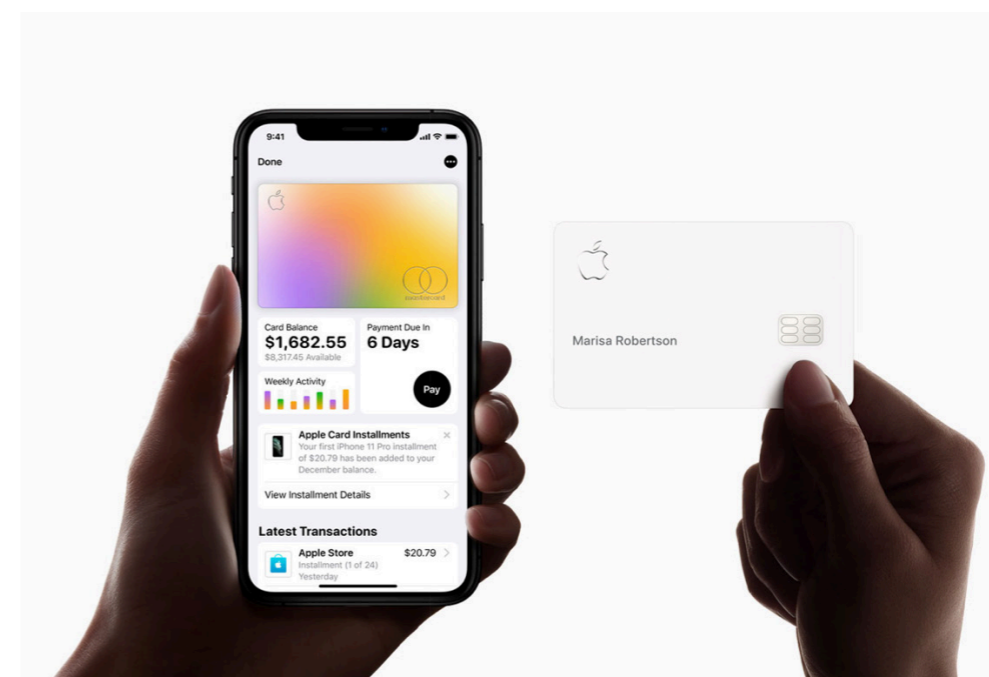 9:41
Done
mastercard
Card Balance
$1,682.55
$8,317.45 Available
Payment Due In
6 Days
Pay
Weekly Activity
Apple Card Installments
Your first iPhone 11 Pro installment
of $20.79 has been added to your
December balance.
View Installment Details
Latest Transactions
Apple Store
$20.79
Installment (1 of 24)
Yesterday
Marisa Robertson